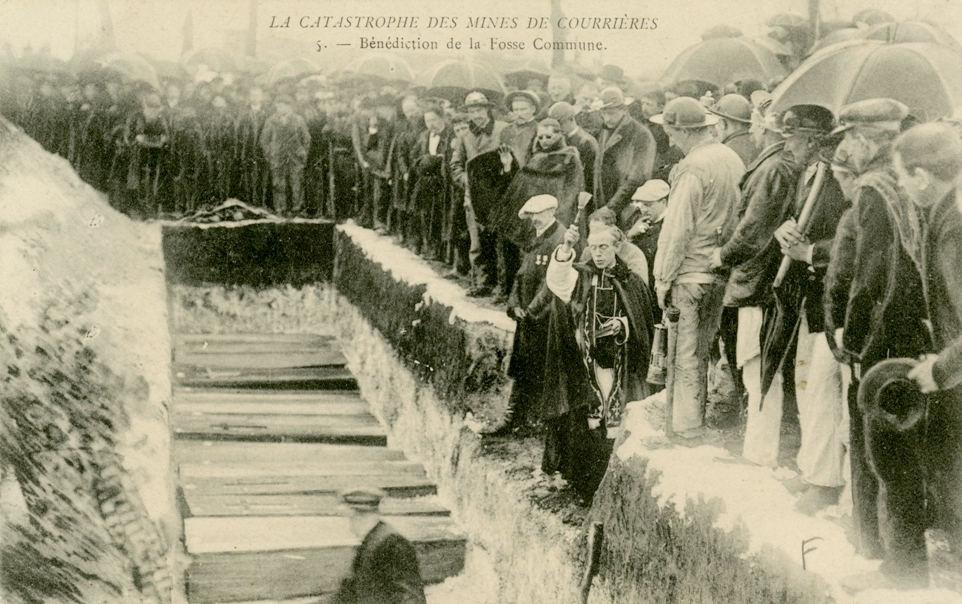 LA CATASTROPHE DES MINES DE COURRIÈRES
5. — Bénédiction de la Fosse Commune.
F